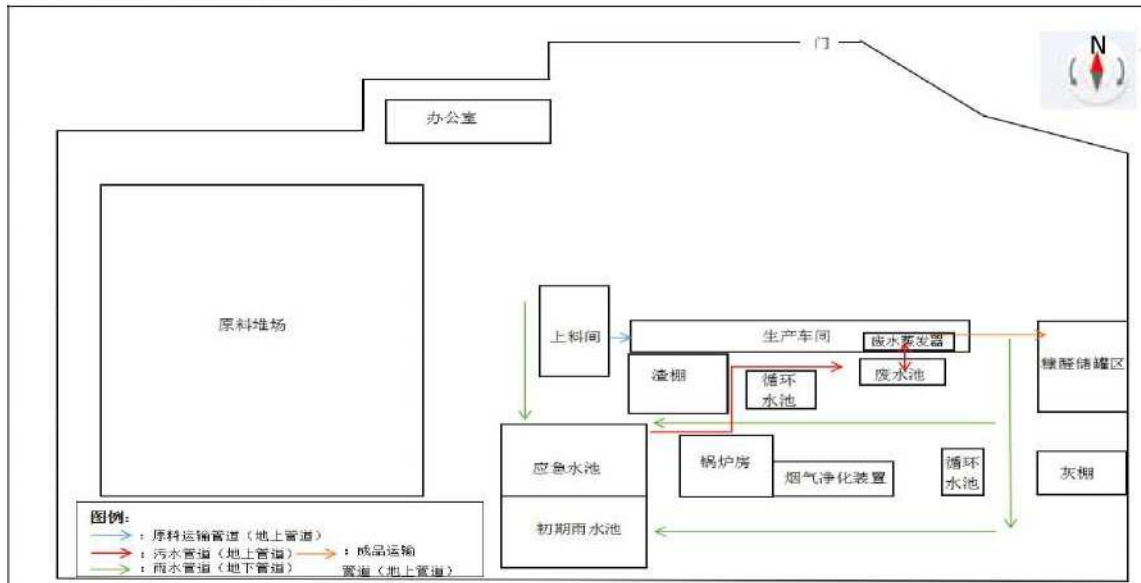 门
N
办公室
原料堆场
上料间
生产车间
废水蒸发器
糠醛储罐区
渣棚
循环
水池
废水池
应急水池
锅炉房
烟气净化装置
循环
水池
灰棚
初期雨水池
图例:
：原料运输管道（地上管道）
：污水管道（地上管道）
：成品运输
管道（地上管道）
：雨水管道（地下管道）